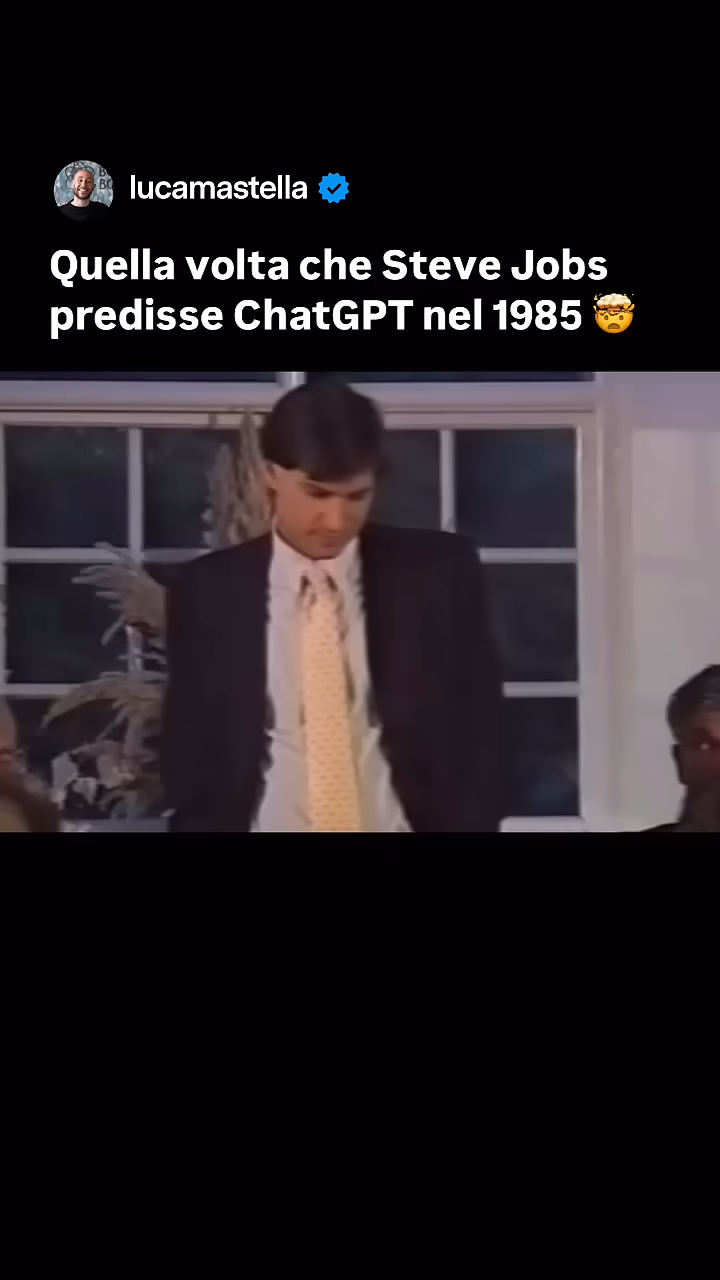 lucamastella
Quella volta che Steve Jobs
predisse ChatGPT nel 1985 🤯